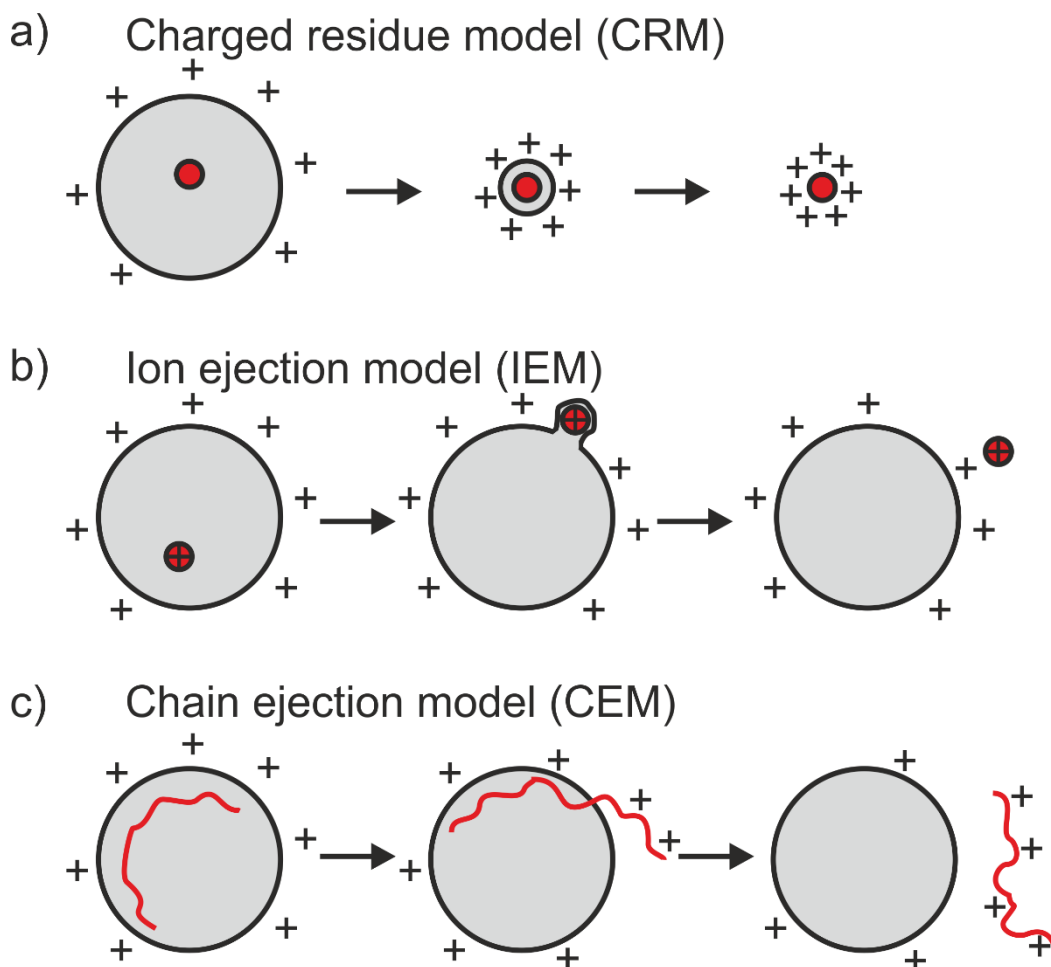 a) Charged residue model (CRM)
b) Ion ejection model (IEM)
c) Chain ejection model (CEM)